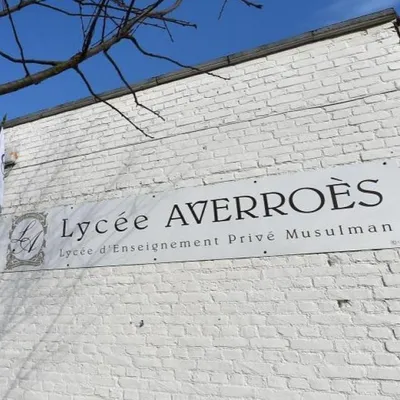 Lycée AVERROÈS
Lycée d'Enseignement Privé Musulman